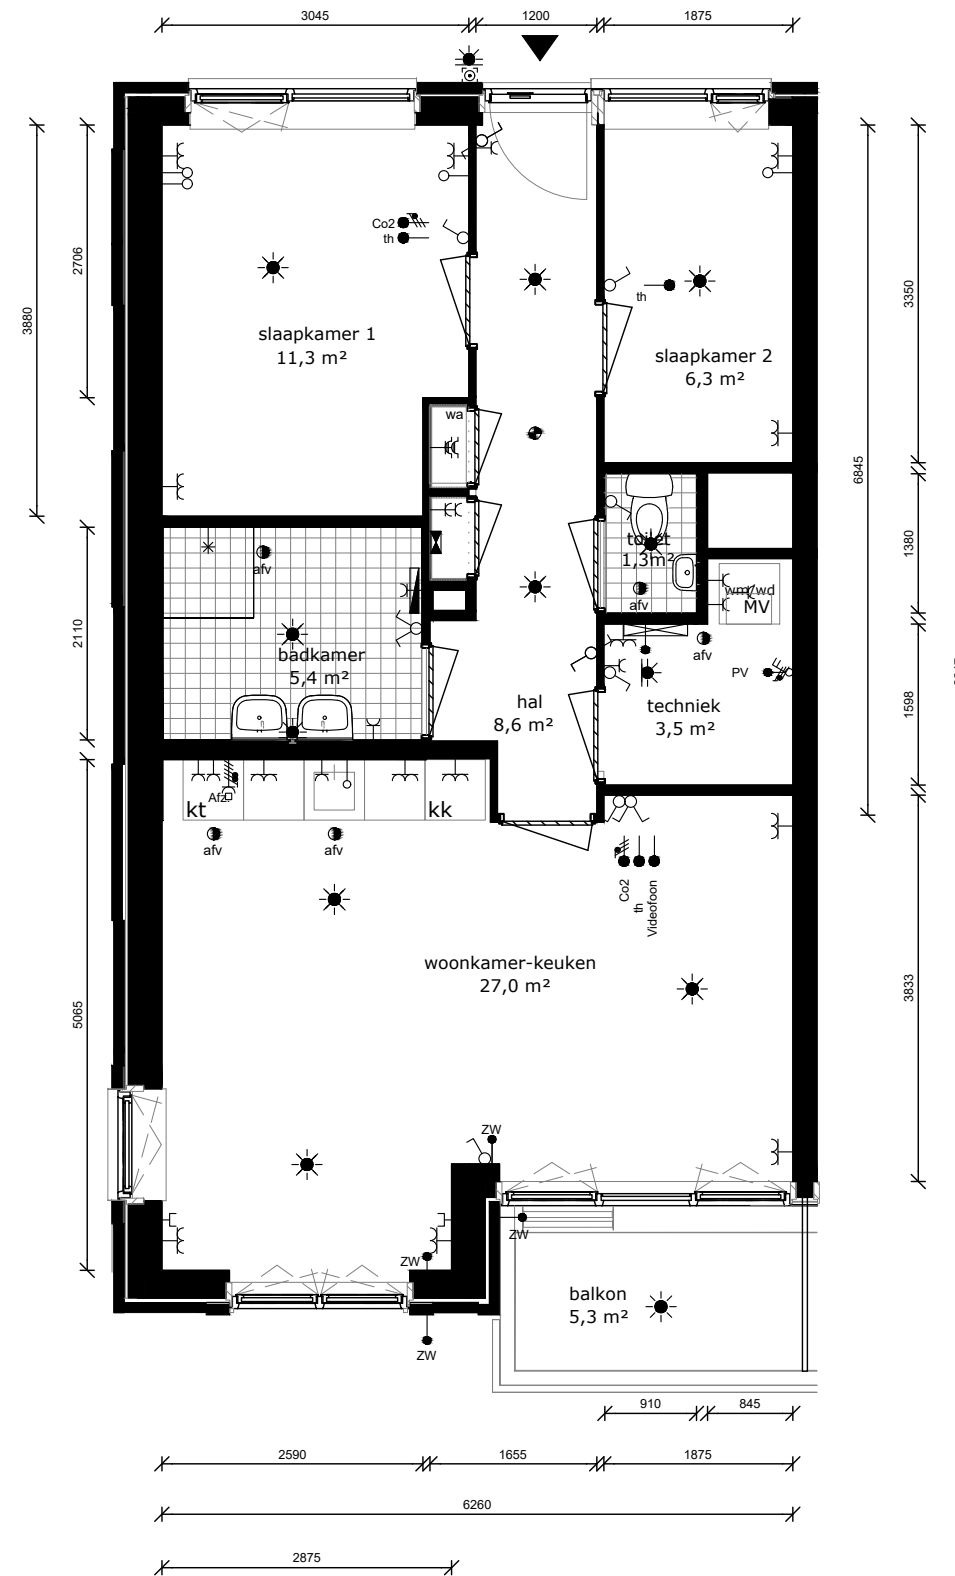 3045
1200
1875
Co2
th
2706
3880
3350
th
slaapkamer 1
11,3 m²
slaapkamer 2
6,3 m²
wa
6845
toilet
1,3m²
1380
afv
wm/wd
MV
afv
2110
badkamer
5,4 m²
afv
PV
hal
8,6 m²
techniek
3,5 m²
1598
Afz.
kt
kk
afv
afv
Co2
th
Videofoon
woonkamer-keuken
27,0 m²
3833
5065
ZW
ZW
ZW
balkon
5,3 m²
ZW
910
845
2590
1655
1875
6260
2875